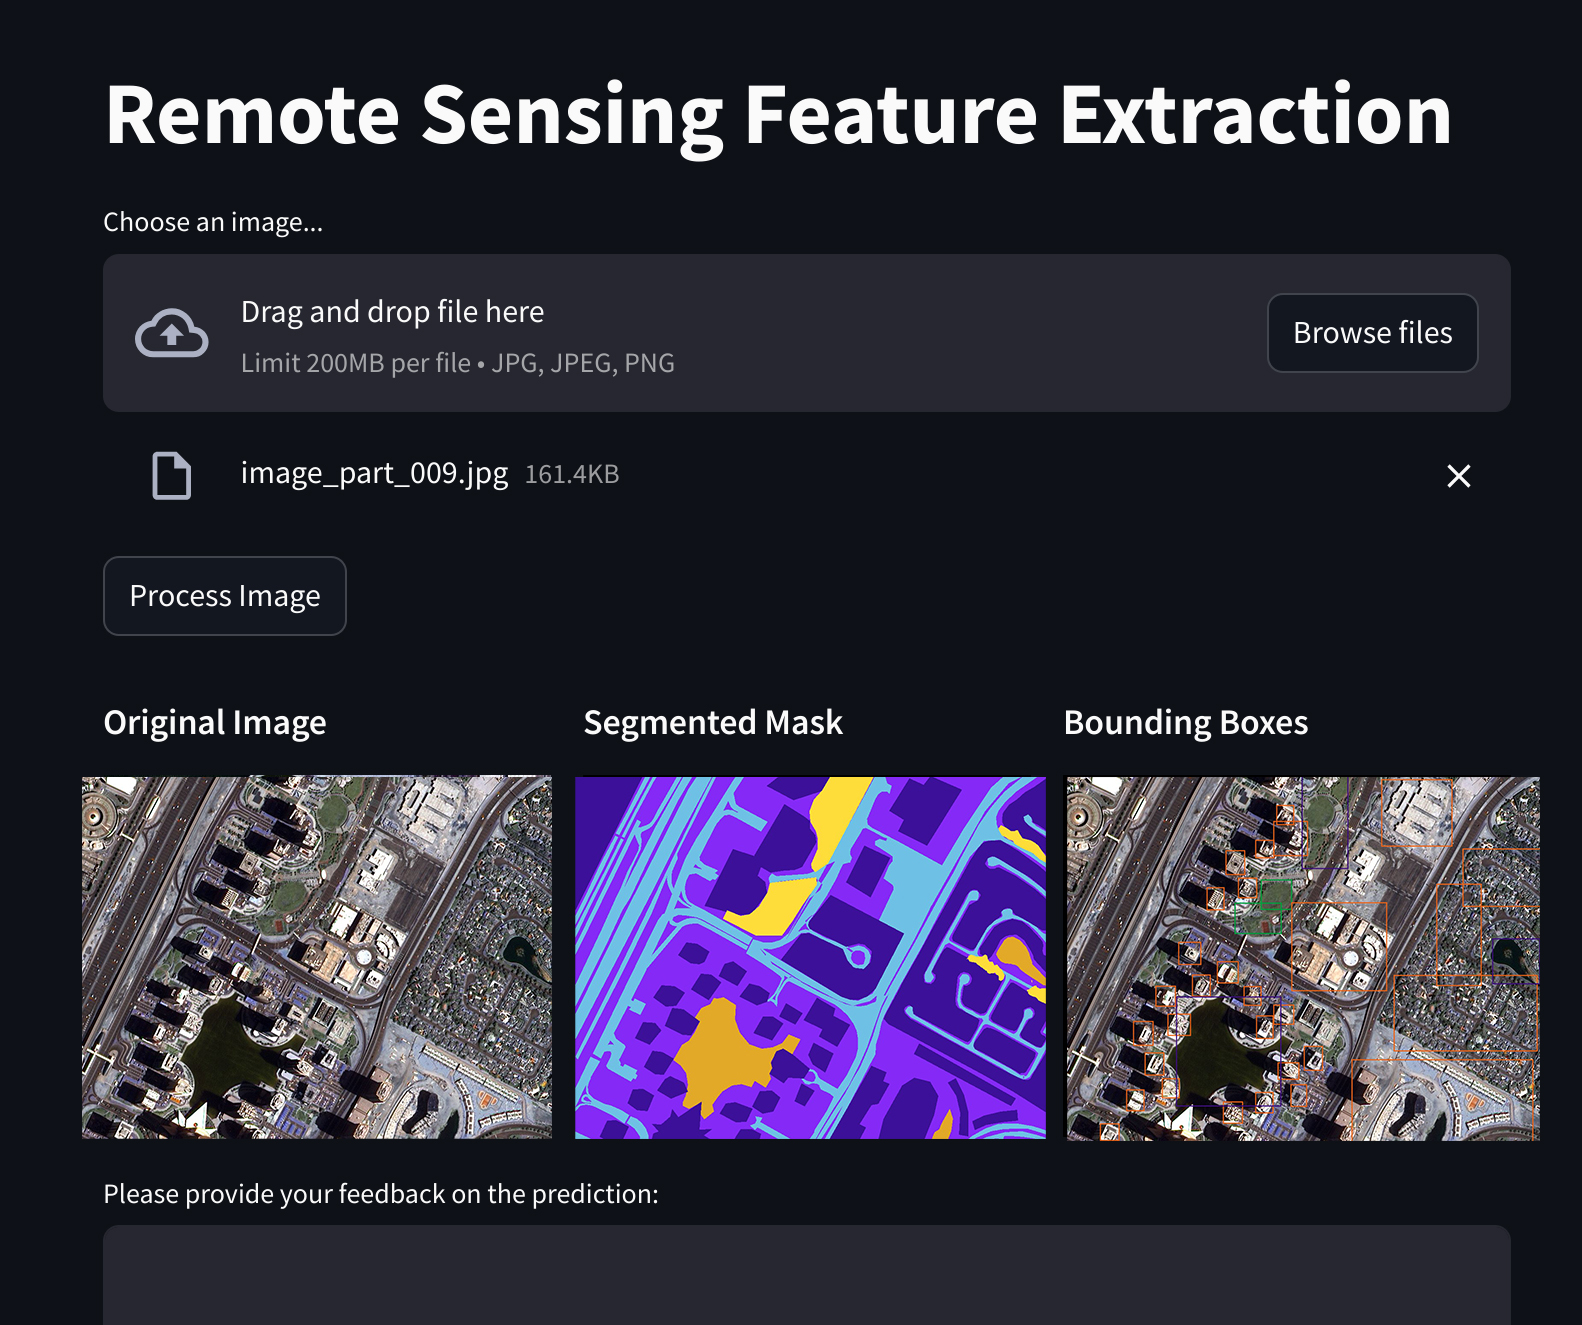 Remote Sensing Feature Extraction
Choose an image...
Drag and drop file here
Limit 200MB per file • JPG, JPEG, PNG
Browse files
image_part_009.jpg 161.4KB
Process Image
Original Image
Segmented Mask
Bounding Boxes
Please provide your feedback on the prediction: